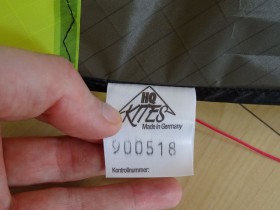 HQ
KITES
Made in Germany
900518
Kontrollnummer: